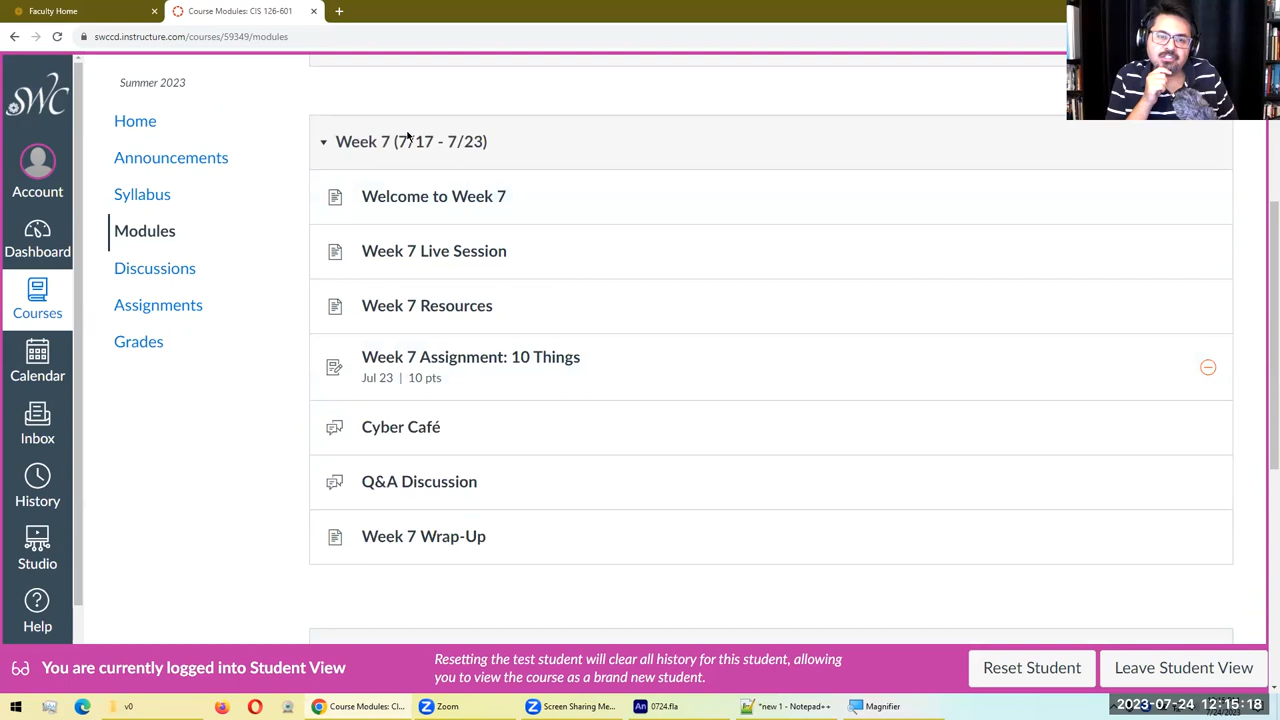 Faculty Home
Course Modules: CIS 126-601
swccd.instructure.com/courses/59349/modules
SWC
Account
Dashboard
Courses
Calendar
Inbox
History
Studio
Help
Summer 2023
Home
Announcements
Syllabus
Modules
Discussions
Assignments
Grades
Week 7 (7/17 - 7/23)
Welcome to Week 7
Week 7 Live Session
Week 7 Resources
Week 7 Assignment: 10 Things
Jul 23 | 10 pts
Cyber Café
Q&A Discussion
Week 7 Wrap-Up
You are currently logged into Student View
Resetting the test student will clear all history for this student, allowing
you to view the course as a brand new student.
Reset Student
Leave Student View
v0
Course Modules: Cl...
Zoom
Screen Sharing Me...
An
0724.fla
*new 1 - Notepad++
Magnifier
2023-07-24 12:15:18